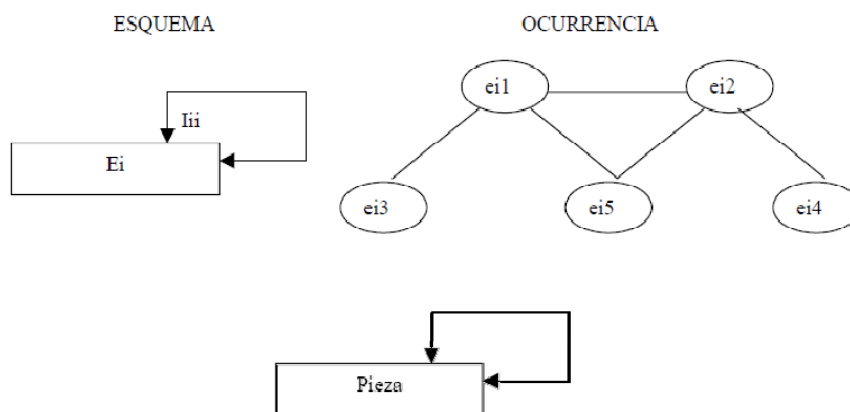 ESQUEMA
OCURRENCIA
ei1
ei2
Iii
Ei
ei3
ei5
ei4
Pieza